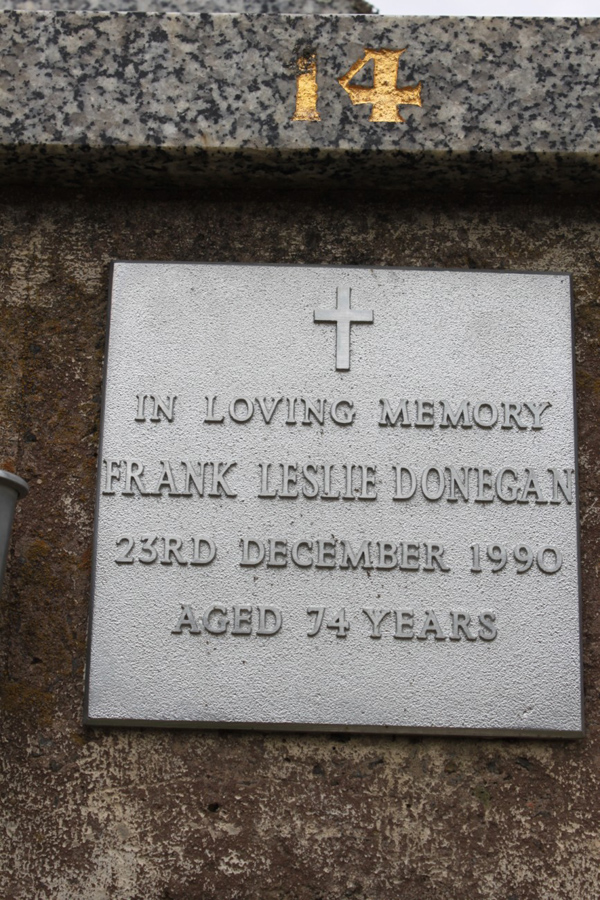 14
IN LOVING MEMORY
FRANK LESLIE DONEGAN
23RD DECEMBER 1990
AGED 74 YEARS